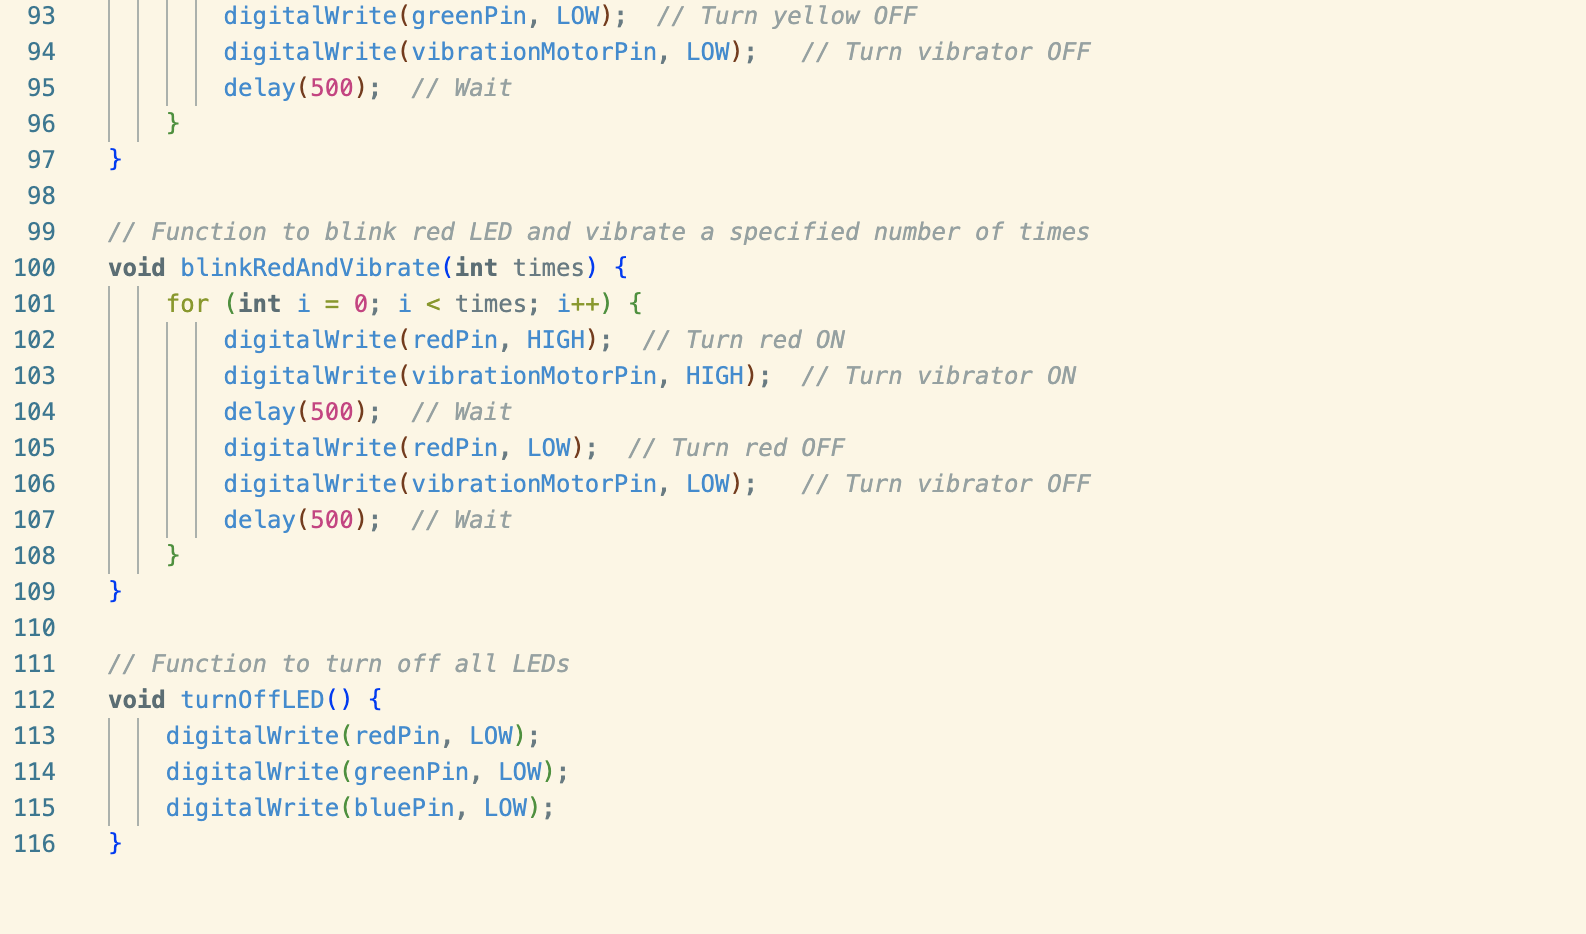 93 digitalWrite(greenPin, LOW);  // Turn yellow OFF
94 digitalWrite(vibrationMotorPin, LOW);   // Turn vibrator OFF
95 delay(500);  // Wait
96 }
97 }
98
99 // Function to blink red LED and vibrate a specified number of times
100 void blinkRedAndVibrate(int times) {
101 for (int i = 0; i < times; i++) {
102 digitalWrite(redPin, HIGH);  // Turn red ON
103 digitalWrite(vibrationMotorPin, HIGH);  // Turn vibrator ON
104 delay(500);  // Wait
105 digitalWrite(redPin, LOW);  // Turn red OFF
106 digitalWrite(vibrationMotorPin, LOW);   // Turn vibrator OFF
107 delay(500);  // Wait
108 }
109 }
110
111 // Function to turn off all LEDs
112 void turnOffLED() {
113 digitalWrite(redPin, LOW);
114 digitalWrite(greenPin, LOW);
115 digitalWrite(bluePin, LOW);
116 }